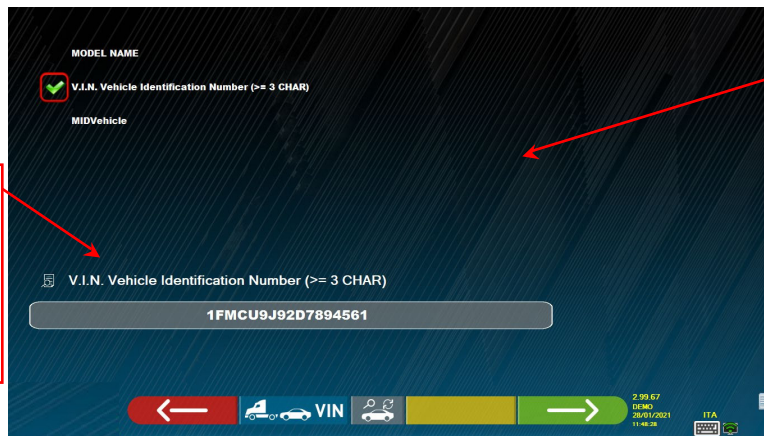 MODEL NAME
V.I.N. Vehicle Identification Number (>= 3 CHAR)
MIDVehicle
V.I.N. Vehicle Identification Number (>= 3 CHAR)
1FMCU9J92D7894561
or VIN
2.99.67
DEMO
28/01/2021
11:48:28
ITA